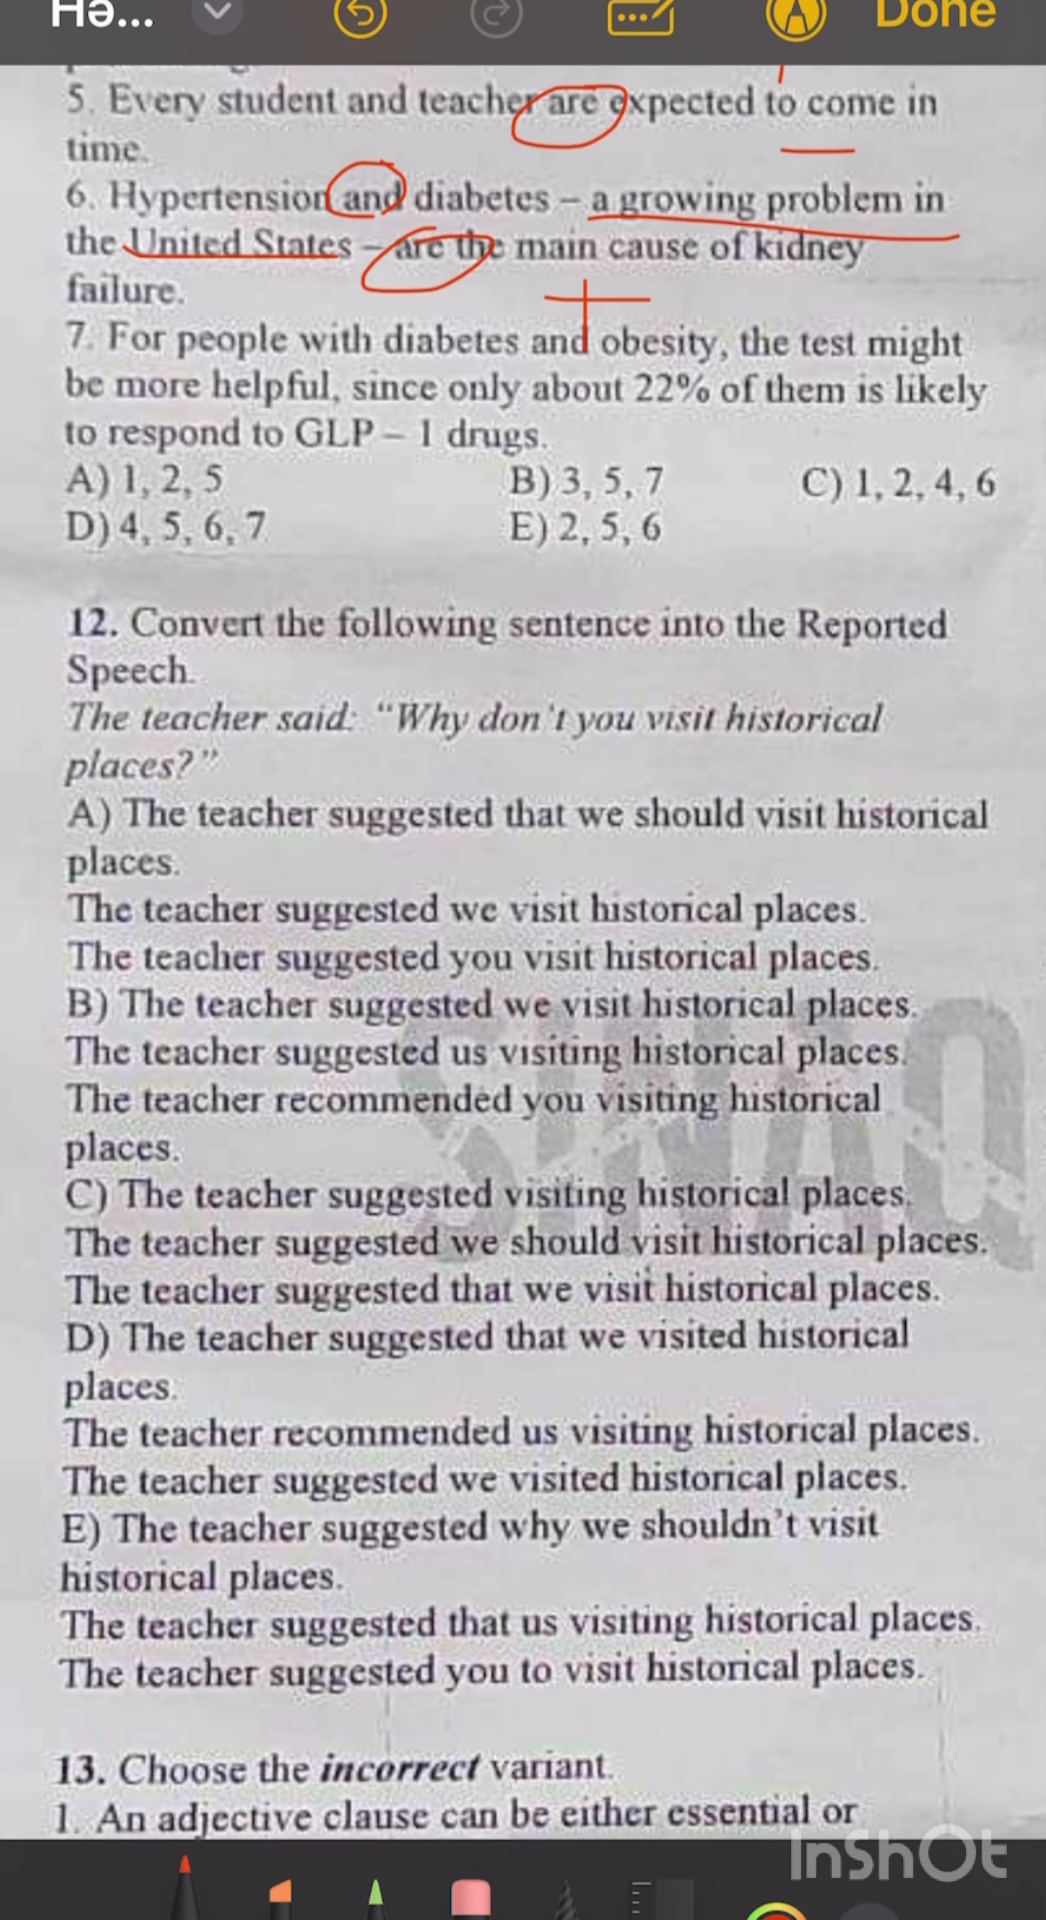 Hə...
Done
5. Every student and teacher are expected to come in
time.
6. Hypertension and diabetes – a growing problem in
the United States – are the main cause of kidney
failure.
7. For people with diabetes and obesity, the test might
be more helpful, since only about 22% of them is likely
to respond to GLP – 1 drugs.
A) 1, 2, 5 B) 3, 5, 7 C) 1, 2, 4, 6
D) 4, 5, 6, 7 E) 2, 5, 6
12. Convert the following sentence into the Reported
Speech.
The teacher said: “Why don't you visit historical
places?”
A) The teacher suggested that we should visit historical
places.
The teacher suggested we visit historical places.
The teacher suggested you visit historical places.
B) The teacher suggested we visit historical places.
The teacher suggested us visiting historical places.
The teacher recommended you visiting historical
places.
C) The teacher suggested visiting historical places.
The teacher suggested we should visit historical places.
The teacher suggested that we visit historical places.
D) The teacher suggested that we visited historical
places.
The teacher recommended us visiting historical places.
The teacher suggested we visited historical places.
E) The teacher suggested why we shouldn't visit
historical places.
The teacher suggested that us visiting historical places.
The teacher suggested you to visit historical places.
SINAQ
13. Choose the incorrect variant.
1. An adjective clause can be either essential or
InShOt